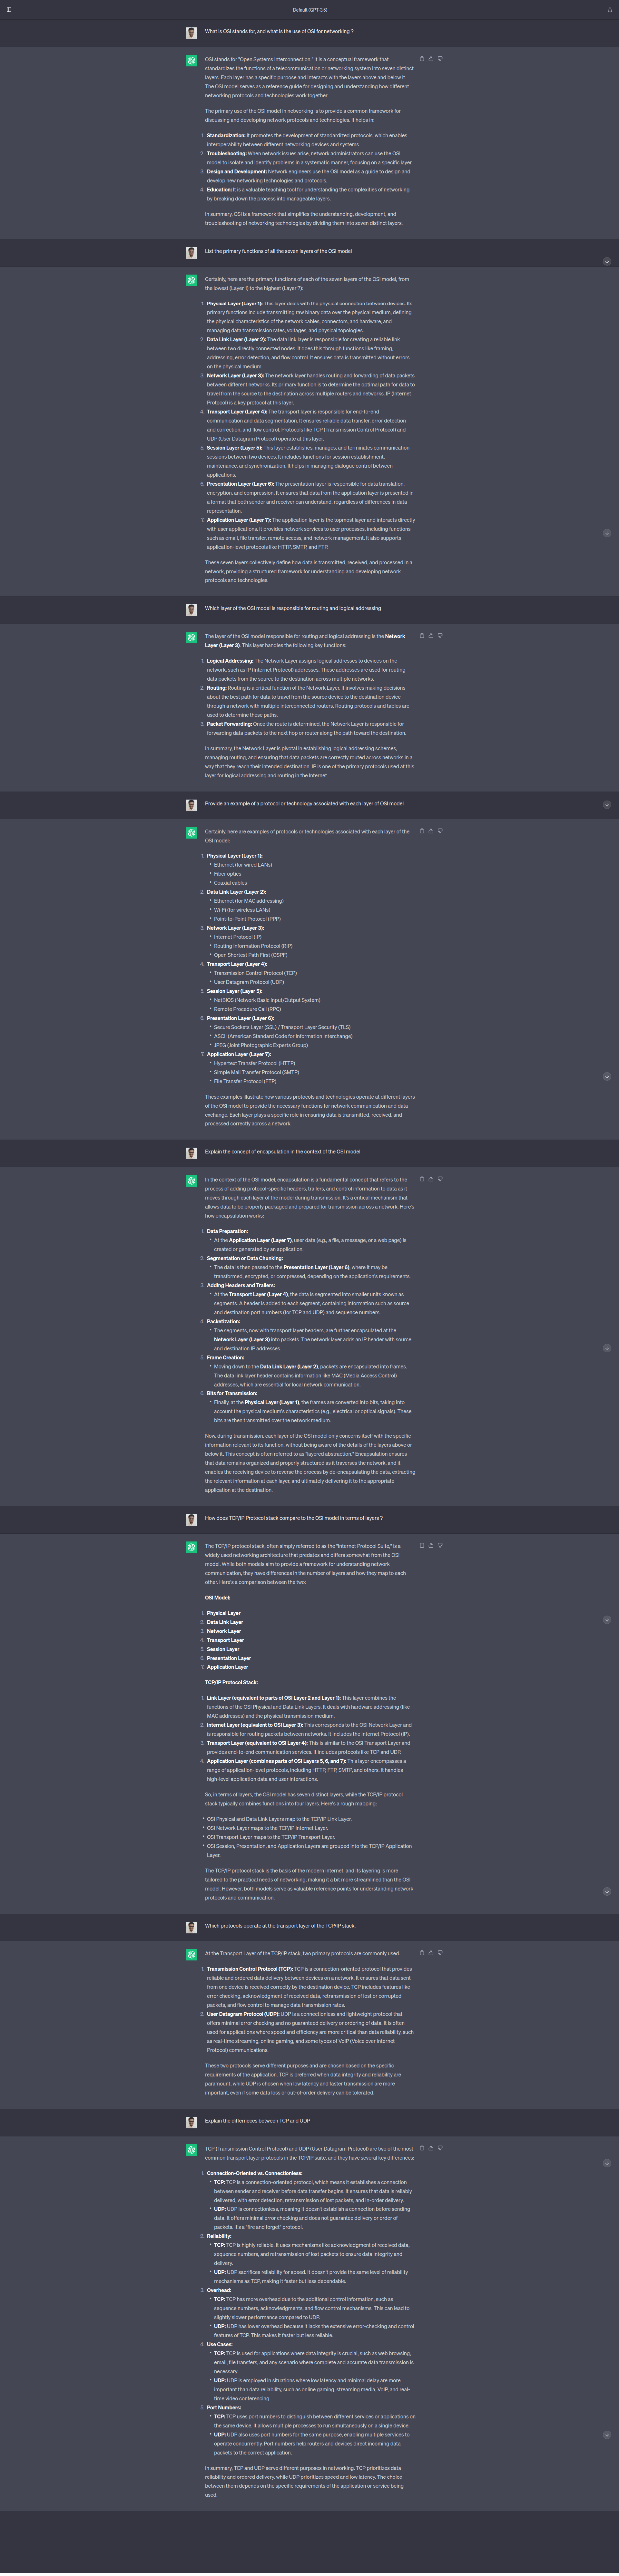 Default (GPT-3.5)
What is OSI stands for, and what is the use of OSI for networking ?
OSI stands for "Open Systems Interconnection." It is a conceptual framework that
standardizes the functions of a telecommunication or networking system into seven distinct
layers. Each layer has a specific purpose and interacts with the layers above and below it.
The OSI model serves as a reference guide for designing and understanding how different
networking protocols and technologies work together.
The primary use of the OSI model in networking is to provide a common framework for
discussing and developing network protocols and technologies. It helps in:
1. Standardization: It promotes the development of standardized protocols, which enables
interoperability between different networking devices and systems.
2. Troubleshooting: When network issues arise, network administrators can use the OSI
model to isolate and identify problems in a systematic manner, focusing on a specific layer.
3. Design and Development: Network engineers use the OSI model as a guide to design and
develop new networking technologies and protocols.
4. Education: It is a valuable teaching tool for understanding the complexities of networking
by breaking down the process into manageable layers.
In summary, OSI is a framework that simplifies the understanding, development, and
troubleshooting of networking technologies by dividing them into seven distinct layers.
List the primary functions of all the seven layers of the OSI model
Certainly, here are the primary functions of each of the seven layers of the OSI model, from
the lowest (Layer 1) to the highest (Layer 7):
1. Physical Layer (Layer 1): This layer deals with the physical connection between devices. Its
primary functions include transmitting raw binary data over the physical medium, defining
the physical characteristics of the network cables, connectors, and hardware, and
managing data transmission rates, voltages, and physical topologies.
2. Data Link Layer (Layer 2): The data link layer is responsible for creating a reliable link
between two directly connected nodes. It does this through functions like framing,
addressing, error detection, and flow control. It ensures data is transmitted without errors
on the physical medium.
3. Network Layer (Layer 3): The network layer handles routing and forwarding of data packets
between different networks. Its primary function is to determine the optimal path for data to
travel from the source to the destination across multiple routers and networks. IP (Internet
Protocol) is a key protocol at this layer.
4. Transport Layer (Layer 4): The transport layer is responsible for end-to-end
communication and data segmentation. It ensures reliable data transfer, error detection
and correction, and flow control. Protocols like TCP (Transmission Control Protocol) and
UDP (User Datagram Protocol) operate at this layer.
5. Session Layer (Layer 5): This layer establishes, manages, and terminates communication
sessions between two devices. It includes functions for session establishment,
maintenance, and synchronization. It helps in managing dialogue control between
applications.
6. Presentation Layer (Layer 6): The presentation layer is responsible for data translation,
encryption, and compression. It ensures that data from the application layer is presented in
a format that both sender and receiver can understand, regardless of differences in data
representation.
7. Application Layer (Layer 7): The application layer is the topmost layer and interacts directly
with user applications. It provides network services to user processes, including functions
such as email, file transfer, remote access, and network management. It also supports
application-level protocols like HTTP, SMTP, and FTP.
These seven layers collectively define how data is transmitted, received, and processed in a
network, providing a structured framework for understanding and developing network
protocols and technologies.
Which layer of the OSI model is responsible for routing and logical addressing
The layer of the OSI model responsible for routing and logical addressing is the Network
Layer (Layer 3). This layer handles the following key functions:
1. Logical Addressing: The Network Layer assigns logical addresses to devices on the
network, such as IP (Internet Protocol) addresses. These addresses are used for routing
data packets from the source to the destination across multiple networks.
2. Routing: Routing is a critical function of the Network Layer. It involves making decisions
about the best path for data to travel from the source device to the destination device
through a network with multiple interconnected routers. Routing protocols and tables are
used to determine these paths.
3. Packet Forwarding: Once the route is determined, the Network Layer is responsible for
forwarding data packets to the next hop or router along the path toward the destination.
In summary, the Network Layer is pivotal in establishing logical addressing schemes,
managing routing, and ensuring that data packets are correctly routed across networks in a
way that they reach their intended destination. IP is one of the primary protocols used at this
layer for logical addressing and routing in the Internet.
Provide an example of a protocol or technology associated with each layer of OSI model
Certainly, here are examples of protocols or technologies associated with each layer of the
OSI model:
1. Physical Layer (Layer 1):
• Ethernet (for wired LANs)
• Fiber optics
• Coaxial cables
2. Data Link Layer (Layer 2):
• Ethernet (for MAC addressing)
• Wi-Fi (for wireless LANs)
• Point-to-Point Protocol (PPP)
3. Network Layer (Layer 3):
• Internet Protocol (IP)
• Routing Information Protocol (RIP)
• Open Shortest Path First (OSPF)
4. Transport Layer (Layer 4):
• Transmission Control Protocol (TCP)
• User Datagram Protocol (UDP)
5. Session Layer (Layer 5):
• NetBIOS (Network Basic Input/Output System)
• Remote Procedure Call (RPC)
6. Presentation Layer (Layer 6):
• Secure Sockets Layer (SSL) / Transport Layer Security (TLS)
• ASCII (American Standard Code for Information Interchange)
• JPEG (Joint Photographic Experts Group)
7. Application Layer (Layer 7):
• Hypertext Transfer Protocol (HTTP)
• Simple Mail Transfer Protocol (SMTP)
• File Transfer Protocol (FTP)
These examples illustrate how various protocols and technologies operate at different layers
of the OSI model to provide the necessary functions for network communication and data
exchange. Each layer plays a specific role in ensuring data is transmitted, received, and
processed correctly across a network.
Explain the concept of encapsulation in the context of the OSI model
In the context of the OSI model, encapsulation is a fundamental concept that refers to the
process of adding protocol-specific headers, trailers, and control information to data as it
moves through each layer of the model during transmission. It's a critical mechanism that
allows data to be properly packaged and prepared for transmission across a network. Here's
how encapsulation works:
1. Data Preparation:
• At the Application Layer (Layer 7), user data (e.g., a file, a message, or a web page) is
created or generated by an application.
2. Segmentation or Data Chunking:
• The data is then passed to the Presentation Layer (Layer 6), where it may be
transformed, encrypted, or compressed, depending on the application's requirements.
3. Adding Headers and Trailers:
• At the Transport Layer (Layer 4), the data is segmented into smaller units known as
segments. A header is added to each segment, containing information such as source
and destination port numbers (for TCP and UDP) and sequence numbers.
4. Packetization:
• The segments, now with transport layer headers, are further encapsulated at the
Network Layer (Layer 3) into packets. The network layer adds an IP header with source
and destination IP addresses.
5. Frame Creation:
• Moving down to the Data Link Layer (Layer 2), packets are encapsulated into frames.
The data link layer header contains information like MAC (Media Access Control)
addresses, which are essential for local network communication.
6. Bits for Transmission:
• Finally, at the Physical Layer (Layer 1), the frames are converted into bits, taking into
account the physical medium's characteristics (e.g., electrical or optical signals). These
bits are then transmitted over the network medium.
Now, during transmission, each layer of the OSI model only concerns itself with the specific
information relevant to its function, without being aware of the details of the layers above or
below it. This concept is often referred to as "layered abstraction." Encapsulation ensures
that data remains organized and properly structured as it traverses the network, and it
enables the receiving device to reverse the process by de-encapsulating the data, extracting
the relevant information at each layer, and ultimately delivering it to the appropriate
application at the destination.
How does TCP/IP Protocol stack compare to the OSI model in terms of layers ?
The TCP/IP protocol stack, often simply referred to as the "Internet Protocol Suite," is a
widely used networking architecture that predates and differs somewhat from the OSI
model. While both models aim to provide a framework for understanding network
communication, they have differences in the number of layers and how they map to each
other. Here's a comparison between the two:
OSI Model:
1. Physical Layer
2. Data Link Layer
3. Network Layer
4. Transport Layer
5. Session Layer
6. Presentation Layer
7. Application Layer
TCP/IP Protocol Stack:
1. Link Layer (equivalent to parts of OSI Layer 2 and Layer 1): This layer combines the
functions of the OSI Physical and Data Link Layers. It deals with hardware addressing (like
MAC addresses) and the physical transmission medium.
2. Internet Layer (equivalent to OSI Layer 3): This corresponds to the OSI Network Layer and
is responsible for routing packets between networks. It includes the Internet Protocol (IP).
3. Transport Layer (equivalent to OSI Layer 4): This is similar to the OSI Transport Layer and
provides end-to-end communication services. It includes protocols like TCP and UDP.
4. Application Layer (combines parts of OSI Layers 5, 6, and 7): This layer encompasses a
range of application-level protocols, including HTTP, FTP, SMTP, and others. It handles
high-level application data and user interactions.
So, in terms of layers, the OSI model has seven distinct layers, while the TCP/IP protocol
stack typically combines functions into four layers. Here's a rough mapping:
• OSI Physical and Data Link Layers map to the TCP/IP Link Layer.
• OSI Network Layer maps to the TCP/IP Internet Layer.
• OSI Transport Layer maps to the TCP/IP Transport Layer.
• OSI Session, Presentation, and Application Layers are grouped into the TCP/IP Application
Layer.
The TCP/IP protocol stack is the basis of the modern internet, and its layering is more
tailored to the practical needs of networking, making it a bit more streamlined than the OSI
model. However, both models serve as valuable reference points for understanding network
protocols and communication.
Which protocols operate at the transport layer of the TCP/IP stack.
At the Transport Layer of the TCP/IP stack, two primary protocols are commonly used:
1. Transmission Control Protocol (TCP): TCP is a connection-oriented protocol that provides
reliable and ordered data delivery between devices on a network. It ensures that data sent
from one device is received correctly by the destination device. TCP includes features like
error checking, acknowledgment of received data, retransmission of lost or corrupted
packets, and flow control to manage data transmission rates.
2. User Datagram Protocol (UDP): UDP is a connectionless and lightweight protocol that
offers minimal error checking and no guaranteed delivery or ordering of data. It is often
used for applications where speed and efficiency are more critical than data reliability, such
as real-time streaming, online gaming, and some types of VoIP (Voice over Internet
Protocol) communications.
These two protocols serve different purposes and are chosen based on the specific
requirements of the application. TCP is preferred when data integrity and reliability are
paramount, while UDP is chosen when low latency and faster transmission are more
important, even if some data loss or out-of-order delivery can be tolerated.
Explain the differneces between TCP and UDP
TCP (Transmission Control Protocol) and UDP (User Datagram Protocol) are two of the most
common transport layer protocols in the TCP/IP suite, and they have several key differences:
1. Connection-Oriented vs. Connectionless:
• TCP: TCP is a connection-oriented protocol, which means it establishes a connection
between sender and receiver before data transfer begins. It ensures that data is reliably
delivered, with error detection, retransmission of lost packets, and in-order delivery.
• UDP: UDP is connectionless, meaning it doesn't establish a connection before sending
data. It offers minimal error checking and does not guarantee delivery or order of
packets. It's a "fire and forget" protocol.
2. Reliability:
• TCP: TCP is highly reliable. It uses mechanisms like acknowledgment of received data,
sequence numbers, and retransmission of lost packets to ensure data integrity and
delivery.
• UDP: UDP sacrifices reliability for speed. It doesn't provide the same level of reliability
mechanisms as TCP, making it faster but less dependable.
3. Overhead:
• TCP: TCP has more overhead due to the additional control information, such as
sequence numbers, acknowledgments, and flow control mechanisms. This can lead to
slightly slower performance compared to UDP.
• UDP: UDP has lower overhead because it lacks the extensive error-checking and control
features of TCP. This makes it faster but less reliable.
4. Use Cases:
• TCP: TCP is used for applications where data integrity is crucial, such as web browsing,
email, file transfers, and any scenario where complete and accurate data transmission is
necessary.
• UDP: UDP is employed in situations where low latency and minimal delay are more
important than data reliability, such as online gaming, streaming media, VoIP, and real-
time video conferencing.
5. Port Numbers:
• TCP: TCP uses port numbers to distinguish between different services or applications on
the same device. It allows multiple processes to run simultaneously on a single device.
• UDP: UDP also uses port numbers for the same purpose, enabling multiple services to
operate concurrently. Port numbers help routers and devices direct incoming data
packets to the correct application.
In summary, TCP and UDP serve different purposes in networking. TCP prioritizes data
reliability and ordered delivery, while UDP prioritizes speed and low latency. The choice
between them depends on the specific requirements of the application or service being
used.